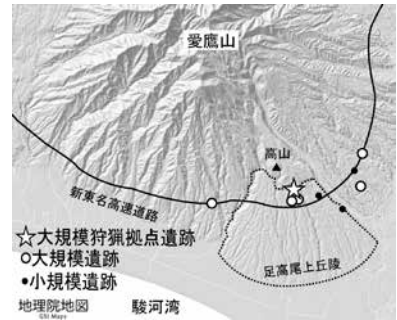 愛鷹山
高山
新東名高速道路
足高尾上丘陵
☆大規模狩猟拠点遺跡
○大規模遺跡
•小規模遺跡
地理院地図 駿河湾
GSI Maps